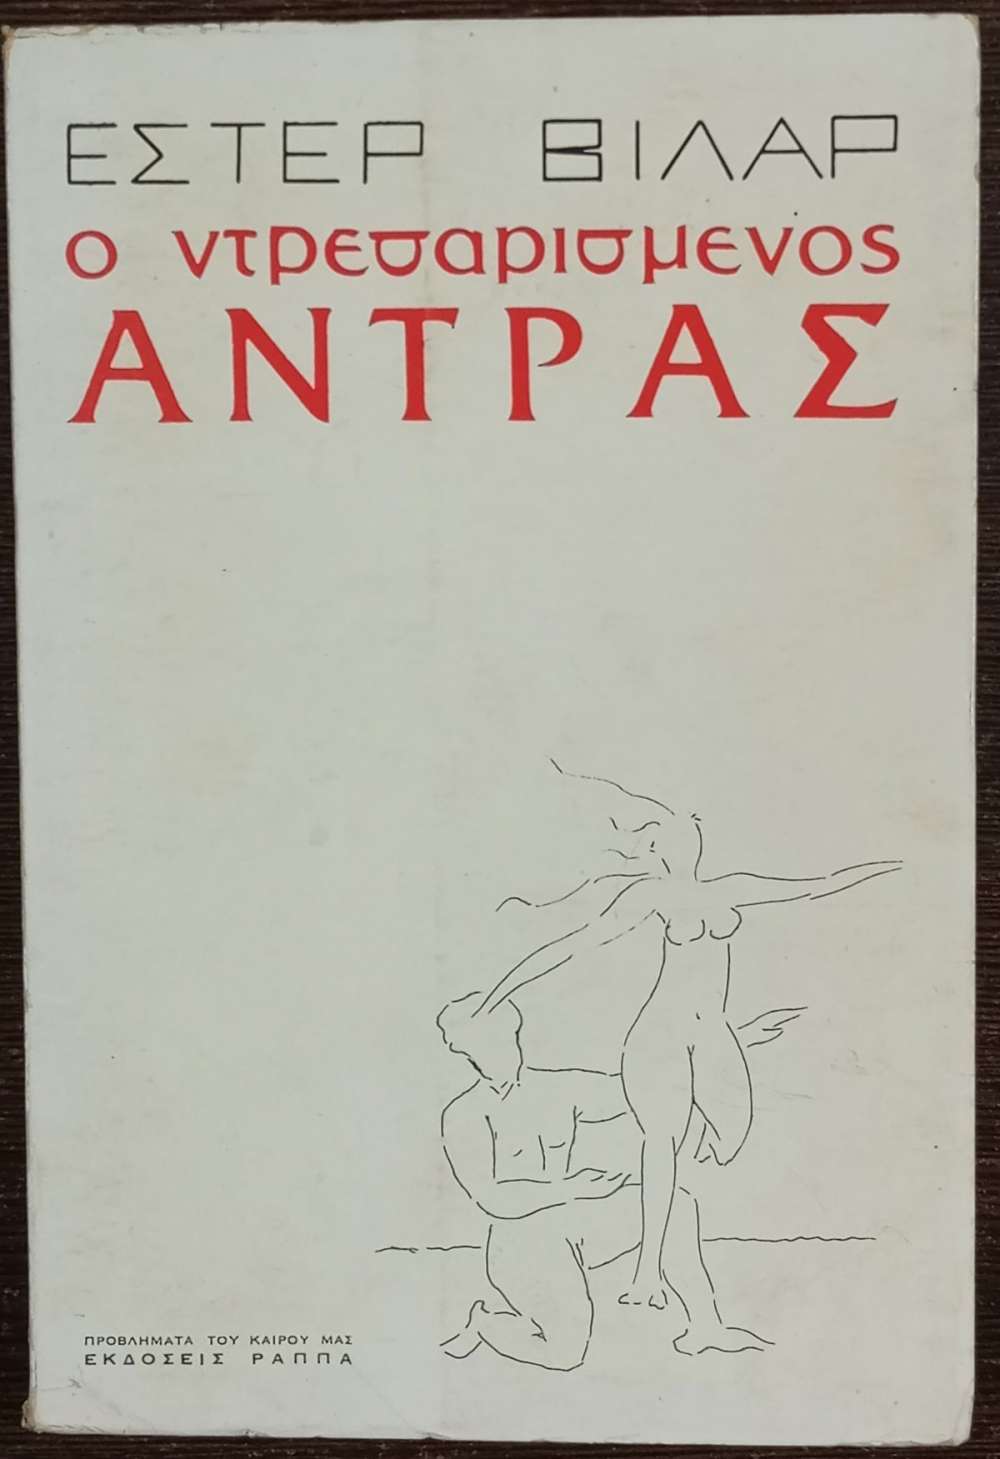 ΕΣΤΕΡ ΒΙΛΑΡ
ο ντρεσαρισμενος
ΑΝΤΡΑΣ
ΠΡΟΒΛΗΜΑΤΑ ΤΟΥ ΚΑΙΡΟΥ ΜΑΣ
ΕΚΔΟΣΕΙΣ ΡΑΠΠΑ